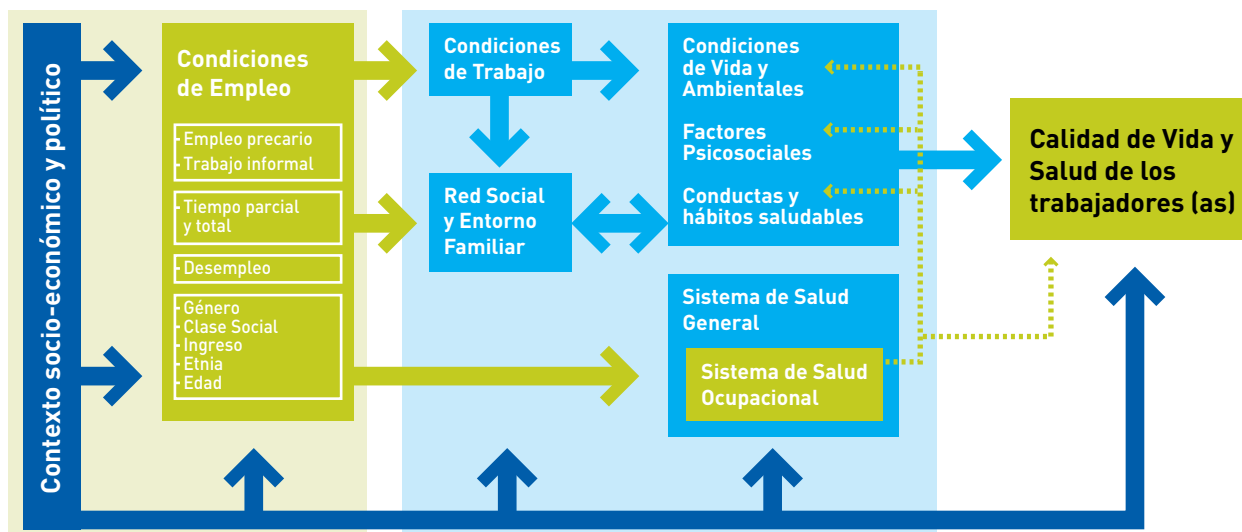 Contexto socio-económico y político
Condiciones
de Empleo
- Empleo precario
- Trabajo informal
- Tiempo parcial
y total
- Desempleo
- Género
- Clase Social
- Ingreso
- Etnia
- Edad
Condiciones
de Trabajo
Red Social
y Entorno
Familiar
Condiciones
de Vida y
Ambientales
Factores
Psicosociales
Conductas y
hábitos saludables
Sistema de Salud
General
Sistema de Salud
Ocupacional
Calidad de Vida y
Salud de los
trabajadores (as)